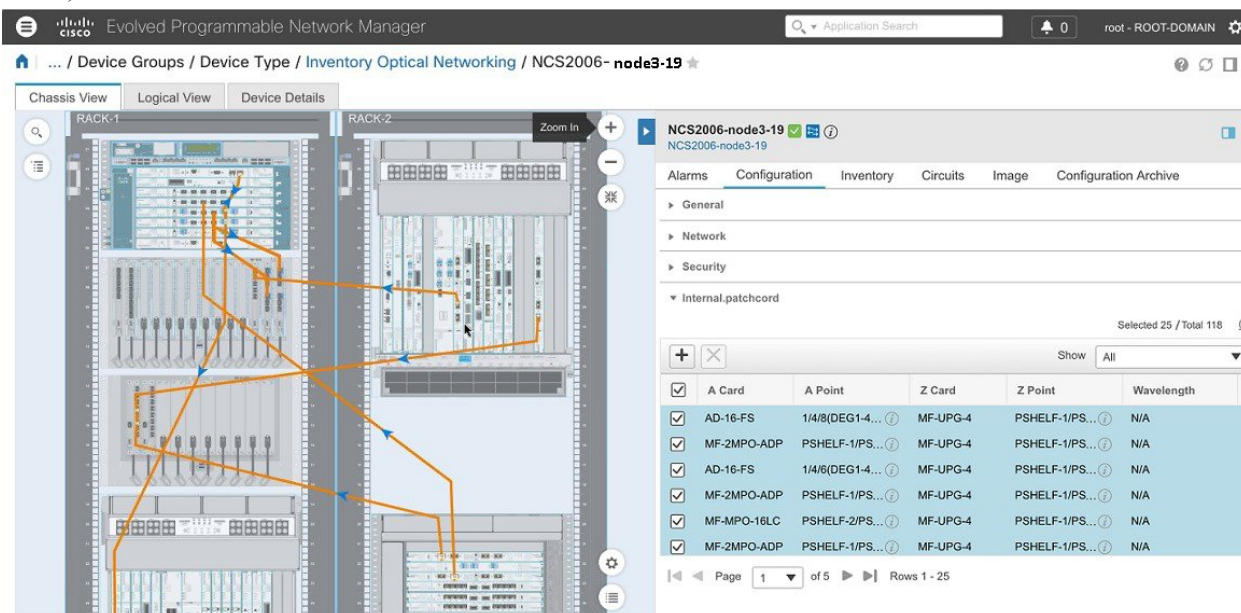 cisco Evolved Programmable Network Manager Application Search 0 root - ROOT-DOMAIN
... / Device Groups / Device Type / Inventory Optical Networking / NCS2006- node3-19
Chassis View Logical View Device Details
RACK-1 RACK-2 Zoom In
NCS2006-node3-19
NCS2006-node3-19
Alarms Configuration Inventory Circuits Image Configuration Archive
General
Network
Security
Internal.patchcord
Selected 25 / Total 118
Show All
A Card A Point Z Card Z Point Wavelength
AD-16-FS 1/4/8(DEG1-4... MF-UPG-4 PSHELF-1/PS... N/A
MF-2MPO-ADP PSHELF-1/PS... MF-UPG-4 PSHELF-1/PS... N/A
AD-16-FS 1/4/6(DEG1-4... MF-UPG-4 PSHELF-1/PS... N/A
MF-2MPO-ADP PSHELF-1/PS... MF-UPG-4 PSHELF-1/PS... N/A
MF-MPO-16LC PSHELF-2/PS... MF-UPG-4 PSHELF-1/PS... N/A
MF-2MPO-ADP PSHELF-1/PS... MF-UPG-4 PSHELF-1/PS... N/A
Page 1 of 5 Rows 1 - 25